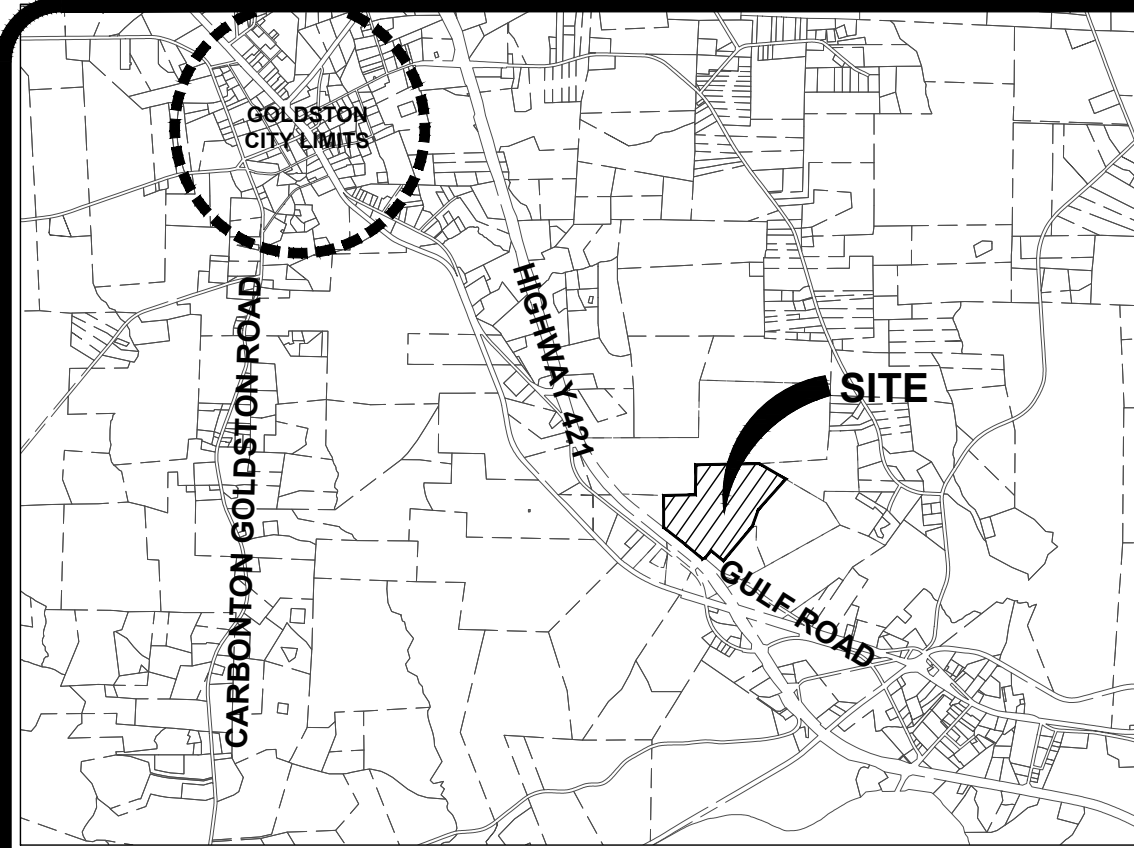 GOLDSTON
CITY LIMITS
HIGHWAY 421
CARBONTON GOLDSTON ROAD
SITE
GULF ROAD